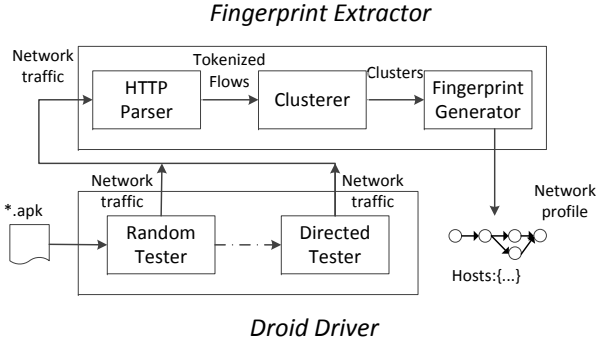 Fingerprint Extractor
Network
traffic
Tokenized
Flows
Clusters
HTTP
Parser
Clusterer
Fingerprint
Generator
Network
traffic
Network
traffic
Network
profile
*.apk
Random
Tester
Directed
Tester
Hosts:{...}
Droid Driver